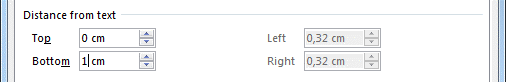 Distance from text
Top 0 cm Left 0,32 cm
Bottom 1 cm Right 0,32 cm